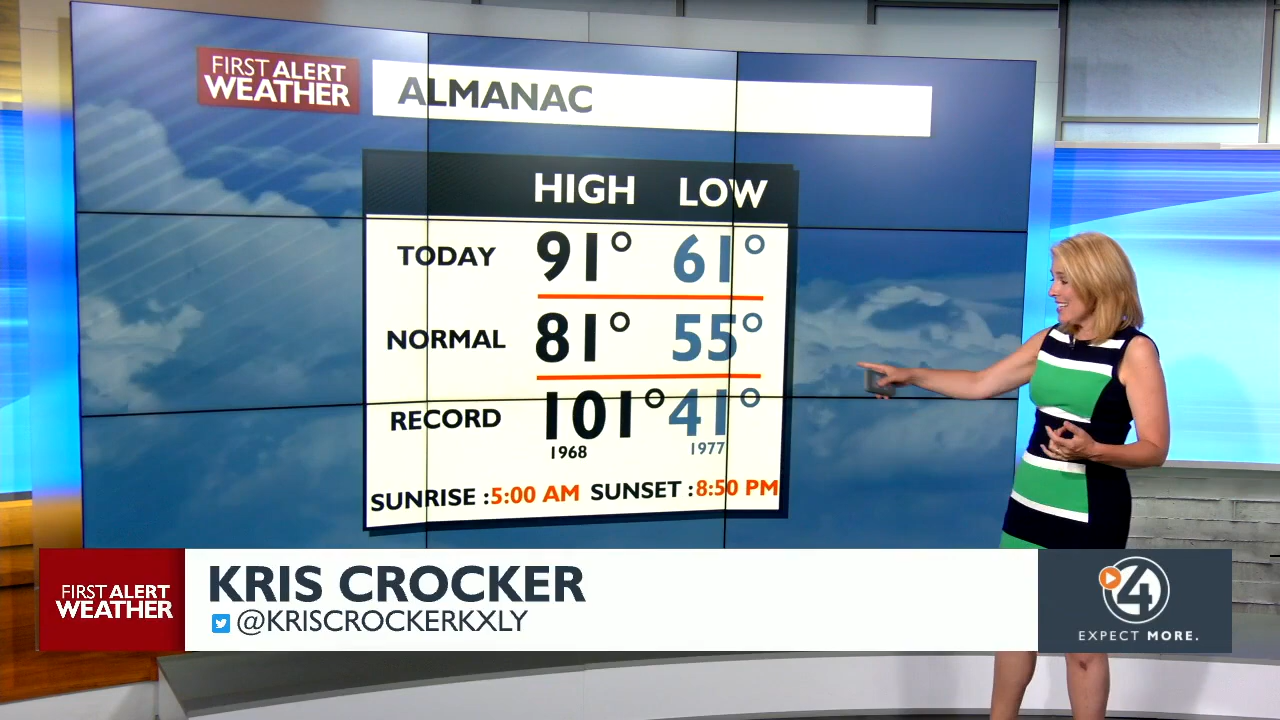 FIRST ALERT
WEATHER
ALMANAC
HIGH LOW
TODAY 91° 61°
NORMAL 81° 55°
RECORD 101° 41°
1968 1977
SUNRISE :5:00 AM SUNSET :8:50 PM
FIRST ALERT
WEATHER
KRIS CROCKER
@KRISCROCKERKXLY
4
EXPECT MORE.